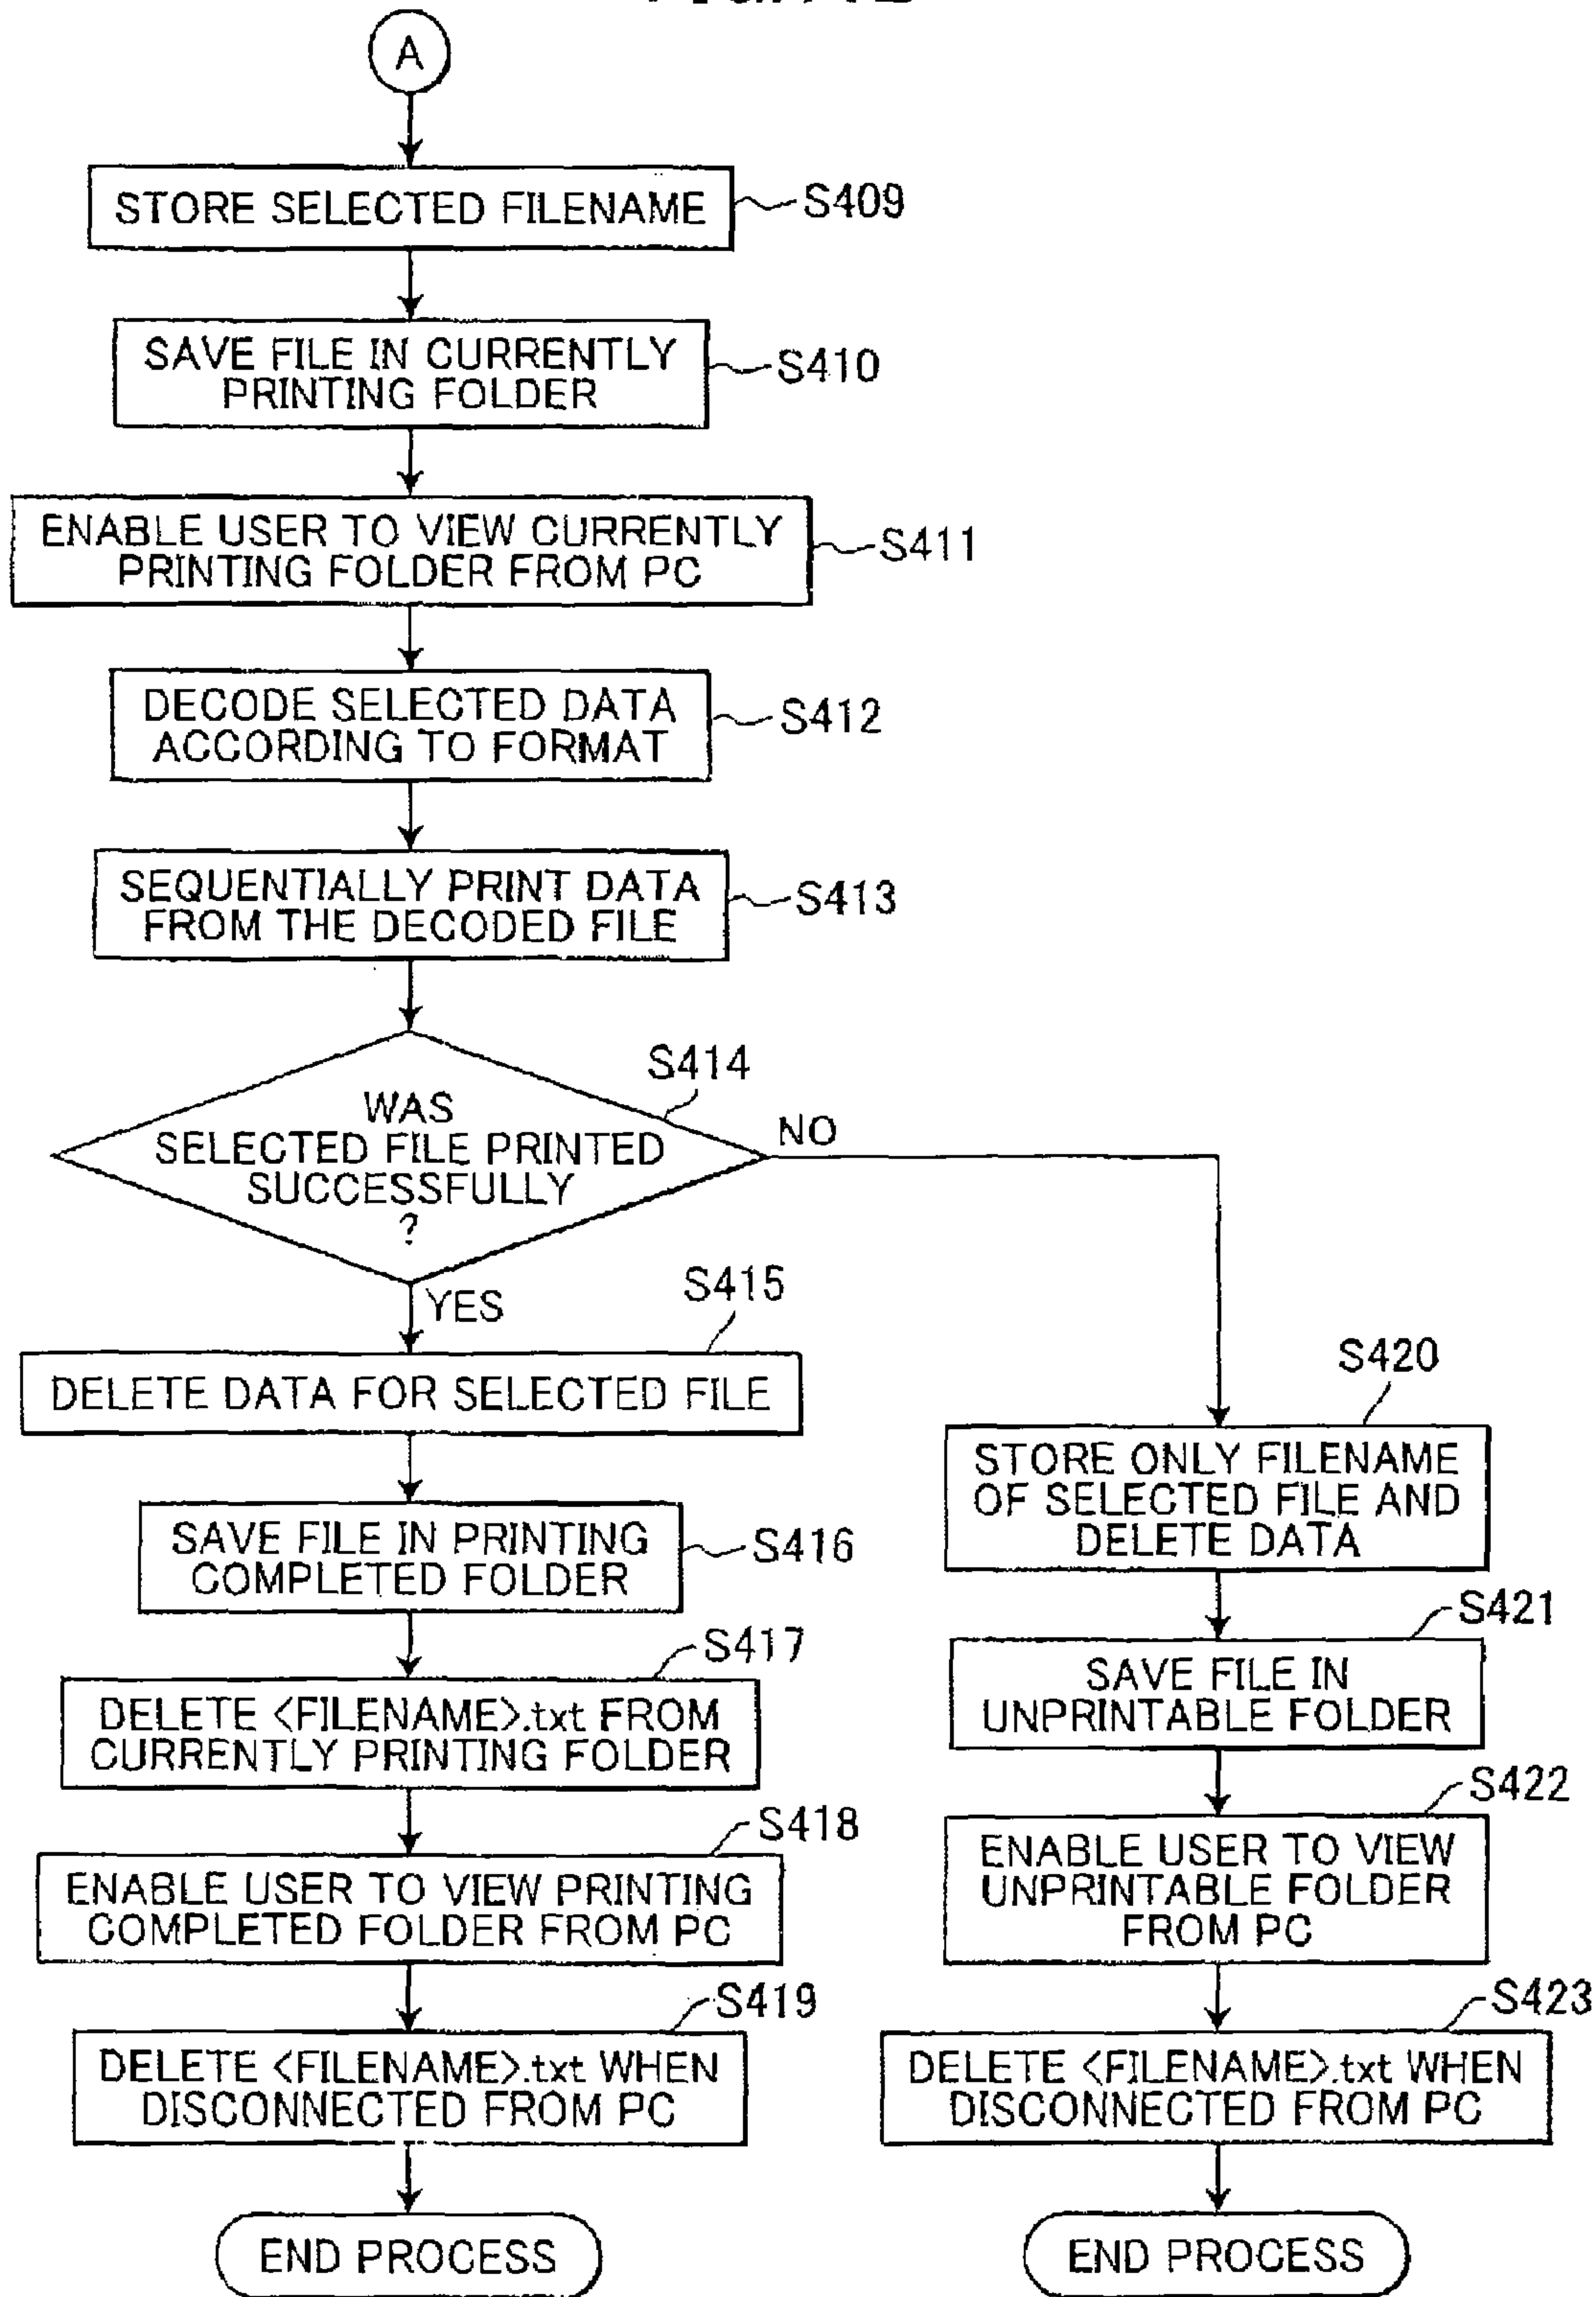 A
STORE SELECTED FILENAME
S409
SAVE FILE IN CURRENTLY
PRINTING FOLDER
S410
ENABLE USER TO VIEW CURRENTLY
PRINTING FOLDER FROM PC
S411
DECODE SELECTED DATA
ACCORDING TO FORMAT
S412
SEQUENTIALLY PRINT DATA
FROM THE DECODED FILE
S413
S414
WAS
SELECTED FILE PRINTED
SUCCESSFULLY
?
NO
YES
S415
DELETE DATA FOR SELECTED FILE
SAVE FILE IN PRINTING
COMPLETED FOLDER
S416
S417
DELETE <FILENAME>.txt FROM
CURRENTLY PRINTING FOLDER
S418
ENABLE USER TO VIEW PRINTING
COMPLETED FOLDER FROM PC
S419
DELETE <FILENAME>.txt WHEN
DISCONNECTED FROM PC
END PROCESS
S420
STORE ONLY FILENAME
OF SELECTED FILE AND
DELETE DATA
S421
SAVE FILE IN
UNPRINTABLE FOLDER
S422
ENABLE USER TO VIEW
UNPRINTABLE FOLDER
FROM PC
S423
DELETE <FILENAME>.txt WHEN
DISCONNECTED FROM PC
END PROCESS